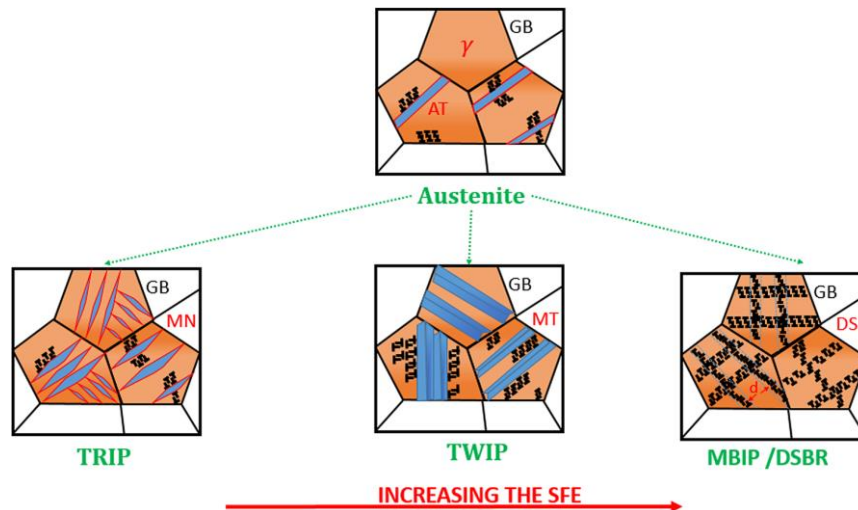 GB
γ
AT
Austenite
GB
MN
GB
MT
GB
DS
d
TRIP
TWIP
MBIP /DSBR
INCREASING THE SFE